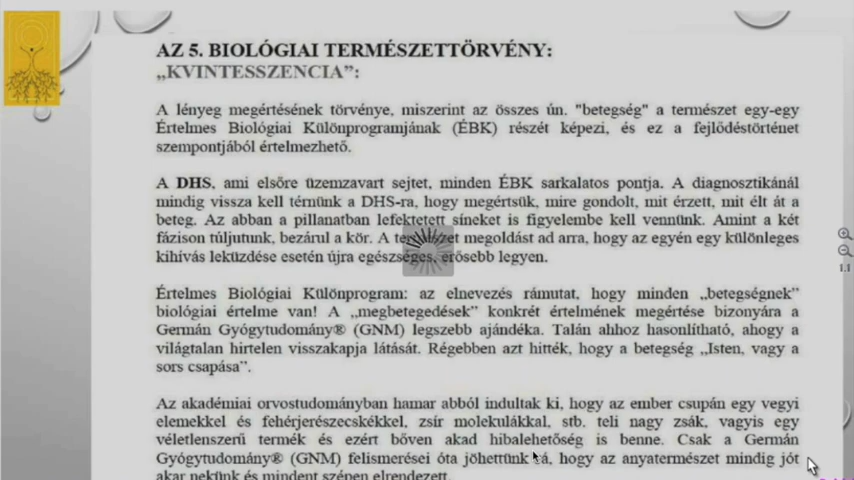 AZ 5. BIOLÓGIAI TERMÉSZETTÖRVÉNY:
„KVINTESSZENCIA”:
A lényeg megértésének törvénye, miszerint az összes ún. "betegség" a természet egy-egy
Értelmes Biológiai Különprogramjának (ÉBK) részét képezi, és ez a fejlődéstörténet
szempontjából értelmezhető.
A DHS, ami elsőre üzemzavart sejtet, minden ÉBK sarkalatos pontja. A diagnosztikánál
mindig vissza kell térnünk a DHS-ra, hogy megértsük, mire gondolt, mit érzett, mit élt át a
beteg. Az abban a pillanatban lefektetett síneket is figyelembe kell vennünk. Amint a két
fázison túljutunk, bezárul a kör. A természet megoldást ad arra, hogy az egyén egy különleges
kihívás leküzdése esetén újra egészséges, erősebb legyen.
Értelmes Biológiai Különprogram: az elnevezés rámutat, hogy minden „betegségnek”
biológiai értelme van! A „megbetegedések” konkrét értelmének megértése bizonyára a
Germán Gyógytudomány® (GNM) legszebb ajándéka. Talán ahhoz hasonlítható, ahogy a
világtalan hirtelen visszakapja látását. Régebben azt hitték, hogy a betegség „Isten, vagy a
sors csapása”.
Az akadémiai orvostudományban hamar abból indultak ki, hogy az ember csupán egy vegyi
elemekkel és fehérjerészecskékkel, zsír molekulákkal, stb. teli nagy zsák, vagyis egy
véletlenszerű termék és ezért bőven akad hibalehetőség is benne. Csak a Germán
Gyógytudomány® (GNM) felismerései óta jöhettünk rá, hogy az anyatermészet mindig jót
akar nekünk és mindent szépen elrendezett.
1:1